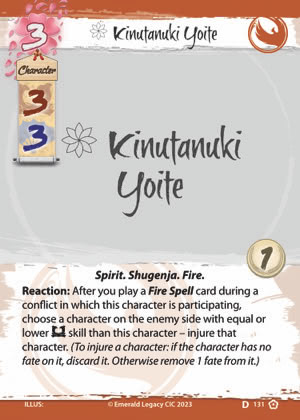 3
Kinutanuki Yoite
Character
3
3
Kinutanuki
Yoite
1
Spirit. Shugenja. Fire.
Reaction: After you play a Fire Spell card during a
conflict in which this character is participating,
choose a character on the enemy side with equal or
lower skill than this character – injure that
character. (To injure a character: if the character has no
fate on it, discard it. Otherwise remove 1 fate from it.)
ILLUS: © Emerald Legacy CIC 2023 D 131